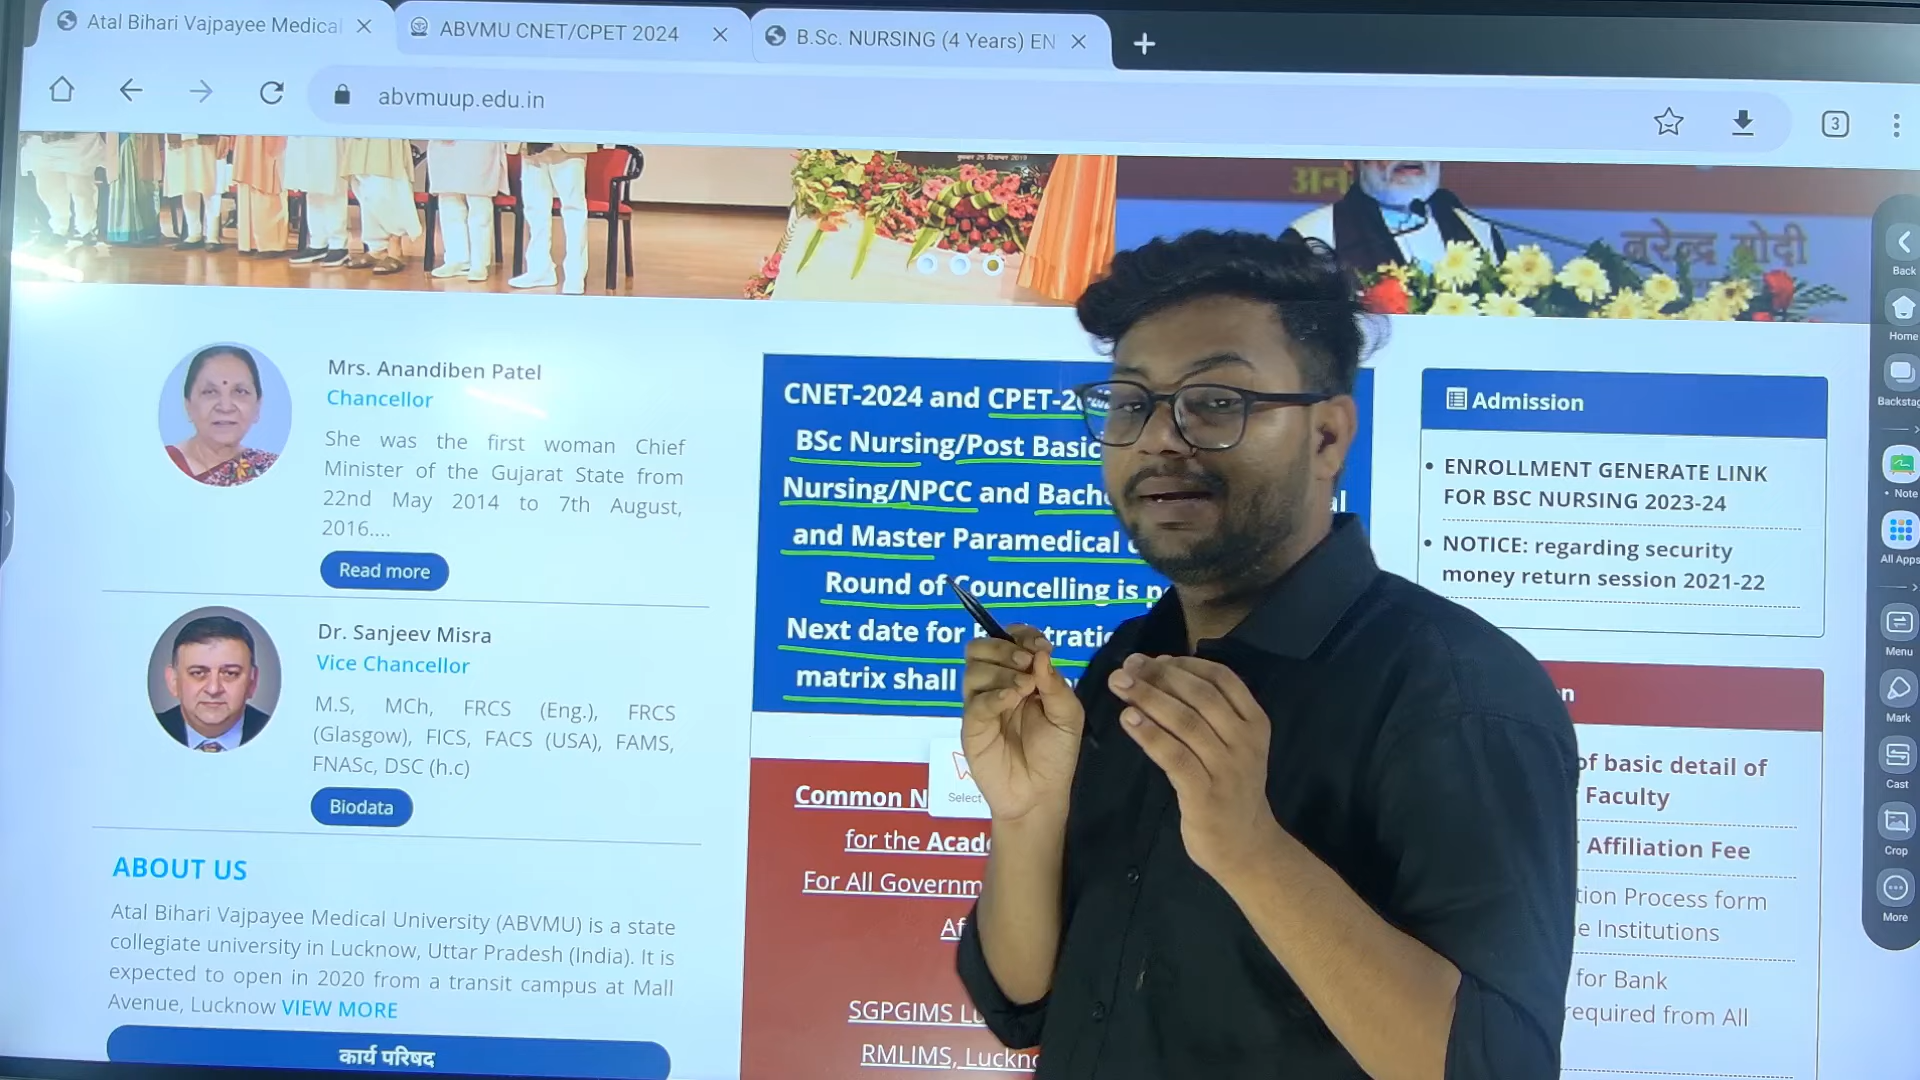 Atal Bihari Vajpayee Medical
ABVMU CNET/CPET 2024
B.Sc. NURSING (4 Years) EN
abvmuup.edu.in
3
नरेन्द्र मोदी
Mrs. Anandiben Patel
Chancellor
She was the first woman Chief
Minister of the Gujarat State from
22nd May 2014 to 7th August,
2016....
Read more
Dr. Sanjeev Misra
Vice Chancellor
M.S, MCh, FRCS (Eng.), FRCS
(Glasgow), FICS, FACS (USA), FAMS,
FNASc, DSC (h.c)
Biodata
ABOUT US
Atal Bihari Vajpayee Medical University (ABVMU) is a state
collegiate university in Lucknow, Uttar Pradesh (India). It is
expected to open in 2020 from a transit campus at Mall
Avenue, Lucknow VIEW MORE
कार्य परिषद
CNET-2024 and
BSc Nursing/Post Basic
Nursing/NPCC and
and Master Paramedical
Round of Councelling is
Next date for
matrix shall
Select
Common
for the
For All
SGPGIMS
RMLIMS,
Admission
• ENROLLMENT GENERATE LINK
FOR BSC NURSING 2023-24
• NOTICE: regarding security
money return session 2021-22
of basic detail of
Faculty
Affiliation Fee
Process form
Institutions
for Bank
required from All
Back
Home
Note
All Apps
Menu
Mark
Cast
Crop
More